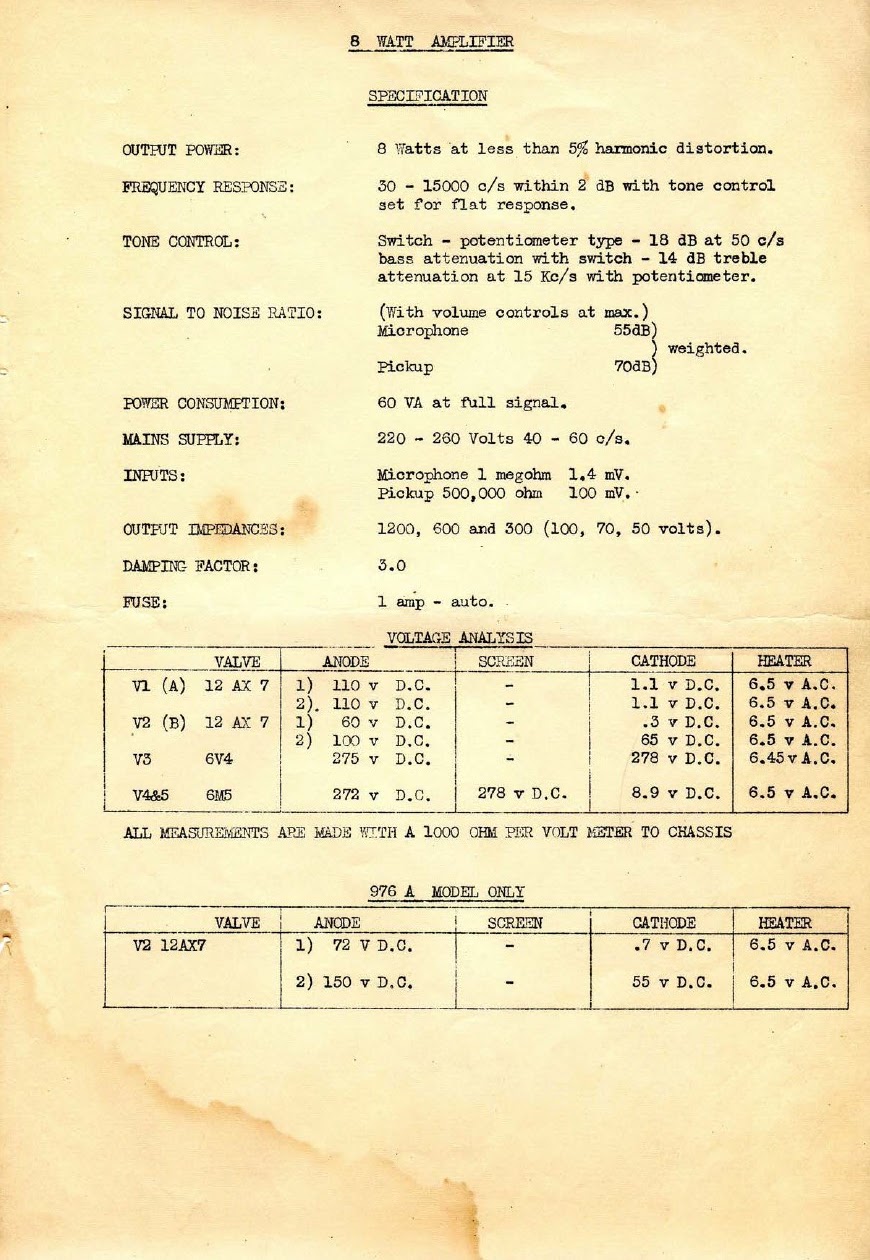 8 WATT AMPLIFIER
SPECIFICATION
OUTPUT POWER: 8 Watts at less than 5% harmonic distortion.
FREQUENCY RESPONSE: 30 - 15000 c/s within 2 dB with tone control
set for flat response.
TONE CONTROL: Switch - potentiometer type - 18 dB at 50 c/s
bass attenuation with switch - 14 dB treble
attenuation at 15 Kc/s with potentiometer.
SIGNAL TO NOISE RATIO: (With volume controls at max.)
Microphone 55dB)
) weighted.
Pickup 70dB)
POWER CONSUMPTION: 60 VA at full signal.
MAINS SUPPLY: 220 - 260 Volts 40 - 60 c/s.
INPUTS: Microphone 1 megohm 1.4 mV.
Pickup 500,000 ohm 100 mV.
OUTPUT IMPEDANCES: 1200, 600 and 300 (100, 70, 50 volts).
DAMPING FACTOR: 3.0
FUSE: 1 amp - auto.
VOLTAGE ANALYSIS
VALVE ANODE SCREEN CATHODE HEATER
V1 (A) 12 AX 7 1) 110 v D.C. - 1.1 v D.C. 6.5 v A.C.
2). 110 v D.C. - 1.1 v D.C. 6.5 v A.C.
V2 (B) 12 AX 7 1) 60 v D.C. - .3 v D.C. 6.5 v A.C.
2) 100 v D.C. - 65 v D.C. 6.5 v A.C.
V3 6V4 275 v D.C. - 278 v D.C. 6.45 v A.C.
V4&5 6M5 272 v D.C. 278 v D.C. 8.9 v D.C. 6.5 v A.C.
ALL MEASUREMENTS ARE MADE WITH A 1000 OHM PER VOLT METER TO CHASSIS
976 A MODEL ONLY
VALVE ANODE SCREEN CATHODE HEATER
V2 12AX7 1) 72 V D.C. - .7 v D.C. 6.5 v A.C.
2) 150 v D.C. - 55 v D.C. 6.5 v A.C.